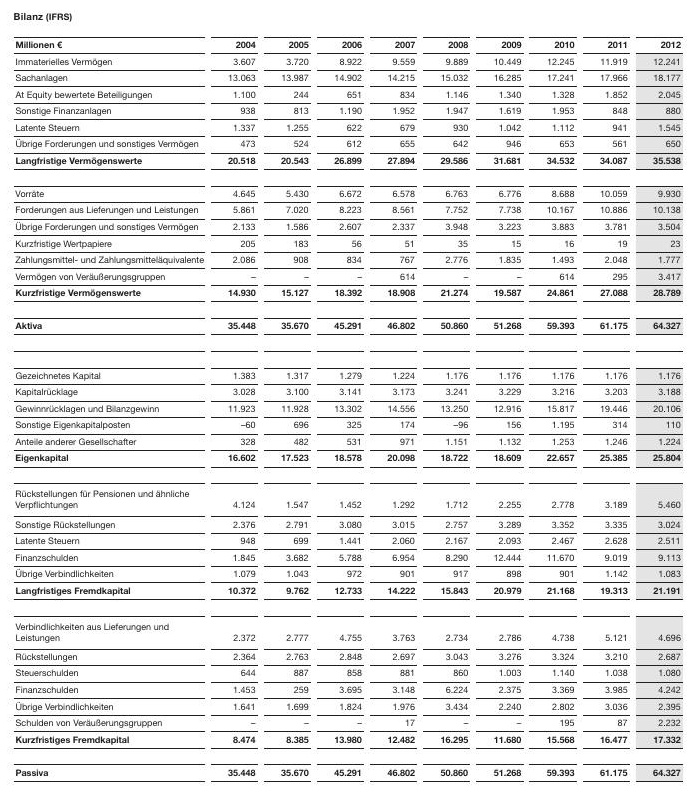 Bilanz (IFRS)
Millionen € 2004 2005 2006 2007 2008 2009 2010 2011 2012
Immaterielles Vermögen 3.607 3.720 8.922 9.559 9.889 10.449 12.245 11.919 12.241
Sachanlagen 13.063 13.987 14.902 14.215 15.032 16.285 17.241 17.966 18.177
At Equity bewertete Beteiligungen 1.100 244 651 834 1.146 1.340 1.328 1.852 2.045
Sonstige Finanzanlagen 938 813 1.190 1.952 1.947 1.619 1.953 848 880
Latente Steuern 1.337 1.255 622 679 930 1.042 1.112 941 1.545
Übrige Forderungen und sonstiges Vermögen 473 524 612 655 642 946 653 561 650
Langfristige Vermögenswerte 20.518 20.543 26.899 27.894 29.586 31.681 34.532 34.087 35.538
Vorräte 4.645 5.430 6.672 6.578 6.763 6.776 8.688 10.059 9.930
Forderungen aus Lieferungen und Leistungen 5.861 7.020 8.223 8.561 7.752 7.738 10.167 10.886 10.138
Übrige Forderungen und sonstiges Vermögen 2.133 1.586 2.607 2.337 3.948 3.223 3.883 3.781 3.504
Kurzfristige Wertpapiere 205 183 56 51 35 15 16 19 23
Zahlungsmittel- und Zahlungsmitteläquivalente 2.086 908 834 767 2.776 1.835 1.493 2.048 1.777
Vermögen von Veräußerungsgruppen – – – 614 – – 614 295 3.417
Kurzfristige Vermögenswerte 14.930 15.127 18.392 18.908 21.274 19.587 24.861 27.088 28.789
Aktiva 35.448 35.670 45.291 46.802 50.860 51.268 59.393 61.175 64.327
Gezeichnetes Kapital 1.383 1.317 1.279 1.224 1.176 1.176 1.176 1.176 1.176
Kapitalrücklage 3.028 3.100 3.141 3.173 3.241 3.229 3.216 3.203 3.188
Gewinnrücklagen und Bilanzgewinn 11.923 11.928 13.302 14.556 13.250 12.916 15.817 19.446 20.106
Sonstige Eigenkapitalposten –60 696 325 174 –96 156 1.195 314 110
Anteile anderer Gesellschafter 328 482 531 971 1.151 1.132 1.253 1.246 1.224
Eigenkapital 16.602 17.523 18.578 20.098 18.722 18.609 22.657 25.385 25.804
Rückstellungen für Pensionen und ähnliche
Verpflichtungen 4.124 1.547 1.452 1.292 1.712 2.255 2.778 3.189 5.460
Sonstige Rückstellungen 2.376 2.791 3.080 3.015 2.757 3.289 3.352 3.335 3.024
Latente Steuern 948 699 1.441 2.060 2.167 2.093 2.467 2.628 2.511
Finanzschulden 1.845 3.682 5.788 6.954 8.290 12.444 11.670 9.019 9.113
Übrige Verbindlichkeiten 1.079 1.043 972 901 917 898 901 1.142 1.083
Langfristiges Fremdkapital 10.372 9.762 12.733 14.222 15.843 20.979 21.168 19.313 21.191
Verbindlichkeiten aus Lieferungen und
Leistungen 2.372 2.777 4.755 3.763 2.734 2.786 4.738 5.121 4.696
Rückstellungen 2.364 2.763 2.848 2.697 3.043 3.276 3.324 3.210 2.687
Steuerschulden 644 887 858 881 860 1.003 1.140 1.038 1.080
Finanzschulden 1.453 259 3.695 3.148 6.224 2.375 3.369 3.985 4.242
Übrige Verbindlichkeiten 1.641 1.699 1.824 1.976 3.434 2.240 2.802 3.036 2.395
Schulden von Veräußerungsgruppen – – – 17 – – 195 87 2.232
Kurzfristiges Fremdkapital 8.474 8.385 13.980 12.482 16.295 11.680 15.568 16.477 17.332
Passiva 35.448 35.670 45.291 46.802 50.860 51.268 59.393 61.175 64.327